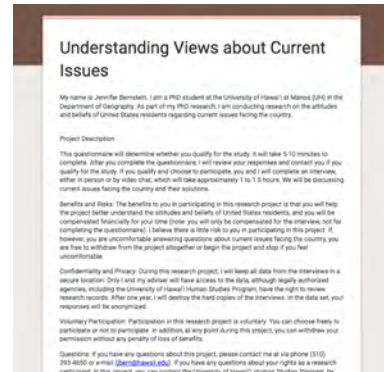 Understanding Views about Current
Issues
My name is Jennifer Bernstein. I am a PhD student at the University of Hawai'i at Manoa (UH) in the
Department of Geography. As part of my PhD research, I am conducting research on the attitudes
and beliefs of United States residents regarding current issues facing the country.
Project Description
This questionnaire will determine whether you qualify for the study. It will take 5-10 minutes to
complete. After you complete the questionnaire, I will review your responses and contact you if you
qualify for the study. If you qualify and choose to participate, you and I will complete an interview,
either in person or by video chat, which will take approximately 1 to 1.5 hours. We will be discussing
current issues facing the country and their solutions.
Benefits and Risks: The benefits to you in participating in this research project is that you will help
the project better understand the attitudes and beliefs of United States residents, and you will be
compensated financially for your time (note: you will only be compensated for the interview, not for
completing the questionnaire). I believe there is little risk to you in participating in this project. If,
however, you are uncomfortable answering questions about current issues facing the country, you
are free to withdraw from the project altogether or begin the project and stop if you feel
uncomfortable.
Confidentiality and Privacy: During this research project, I will keep all data from the interviews in a
secure location. Only I and my adviser will have access to the data, although legally authorized
agencies, including the University of Hawai'i Human Studies Program, have the right to review
research records. After one year, I will destroy the hard copies of the interviews. In the data set, your
responses will be anonymized.
Voluntary Participation: Participation in this research project is voluntary. You can choose freely to
participate or not to participate. In addition, at any point during this project, you can withdraw your
permission without any penalty of loss of benefits.
Questions: If you have any questions about this project, please contact me at via phone (510)
393-4650 or e-mail (jbern@hawaii.edu). If you have any questions about your rights as a research